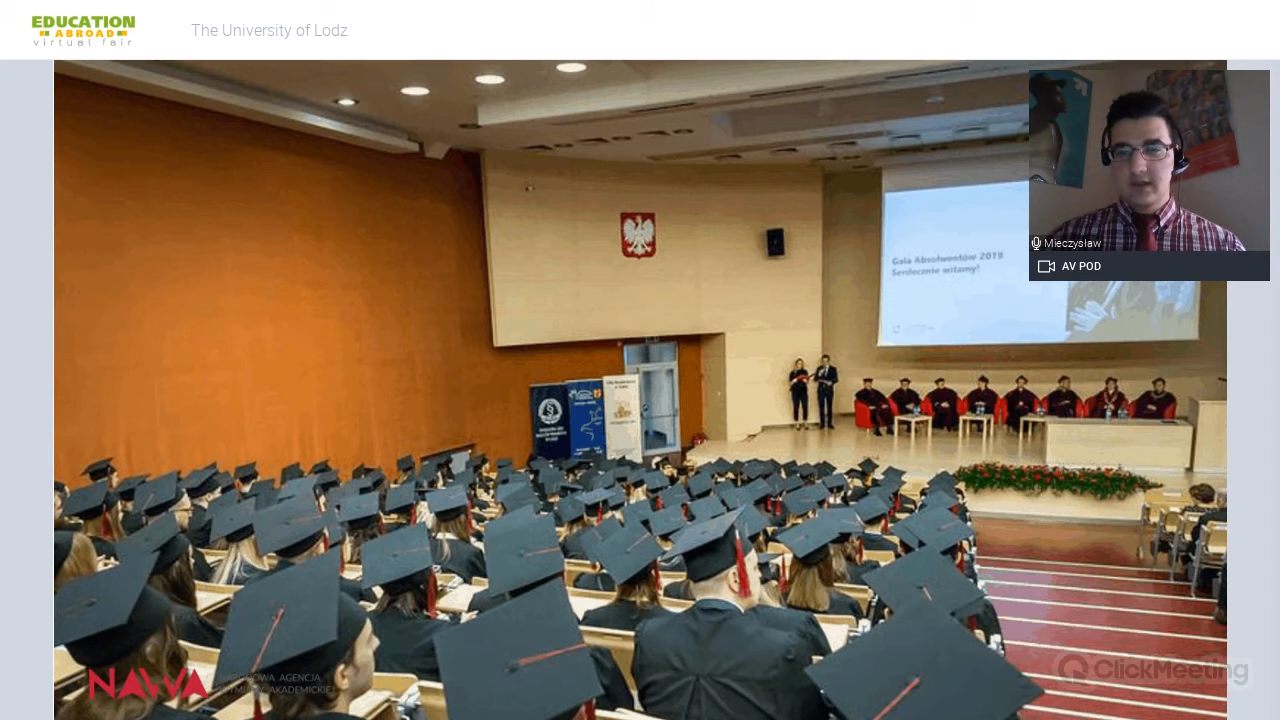 EDUCATION
ABROAD
virtual fair
The University of Lodz
Mieczysław
AV POD
Gala Absolwentów 2019
Serdecznie witamy!
NAWA
AGENCJA
WYMIANY AKADEMICKIEJ
ClickMeeting